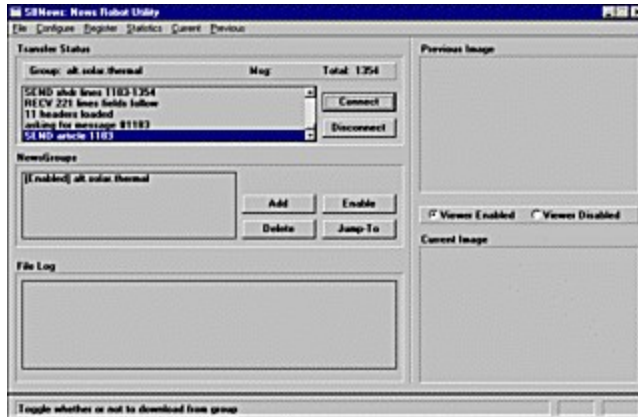 SBNews: News Robot Utility
File Configure Register Statistics Current Previous
Transfer Status
Group: alt.solar.thermal Msg: Total: 1354
SEND xhdr lines 1183-1354
RECV 221 lines fields follow
11 headers loaded
asking for message #1183
SEND article 1183
Connect
Disconnect
NewsGroups
[Enabled] alt.solar.thermal
Add Enable
Delete Jump-To
File Log
Previous Image
Viewer Enabled Viewer Disabled
Current Image
Toggle whether or not to download from group